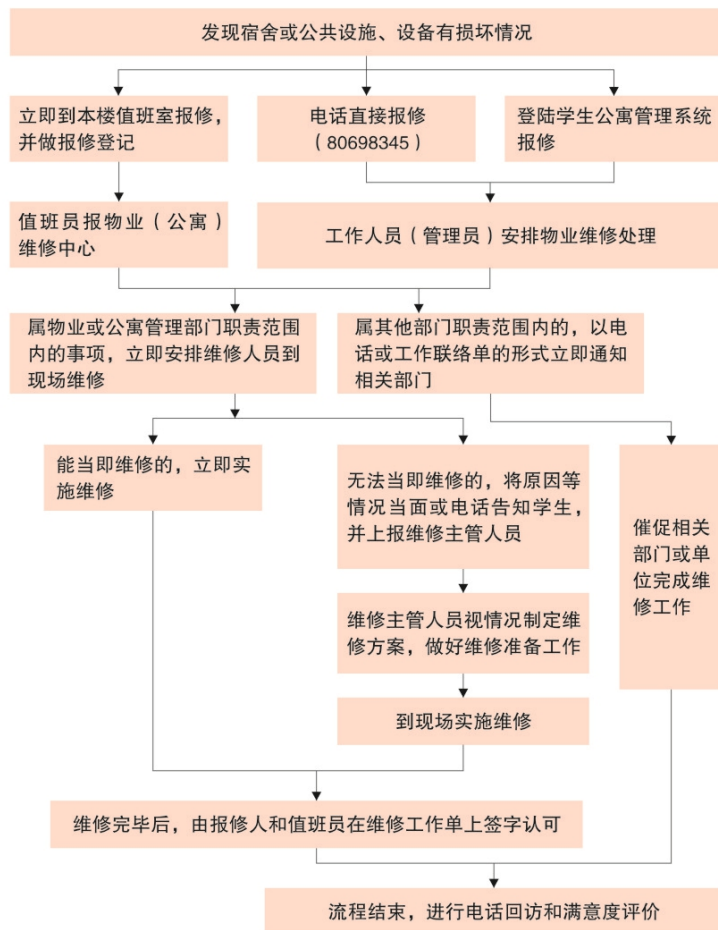 发现宿舍或公共设施、设备有损坏情况
立即到本楼值班室报修，
并做报修登记
电话直接报修
（80698345）
登陆学生公寓管理系统
报修
值班员报物业（公寓）
维修中心
工作人员（管理员）安排物业维修处理
属物业或公寓管理部门职责范围
内的事项，立即安排维修人员到
现场维修
属其他部门职责范围内的，以电
话或工作联络单的形式立即通知
相关部门
能当即维修的，立即实
施维修
无法当即维修的，将原因等
情况当面或电话告知学生，
并上报维修主管人员
催促相关
部门或单
位完成维
修工作
维修主管人员视情况制定维
修方案，做好维修准备工作
到现场实施维修
维修完毕后，由报修人和值班员在维修工作单上签字认可
流程结束，进行电话回访和满意度评价